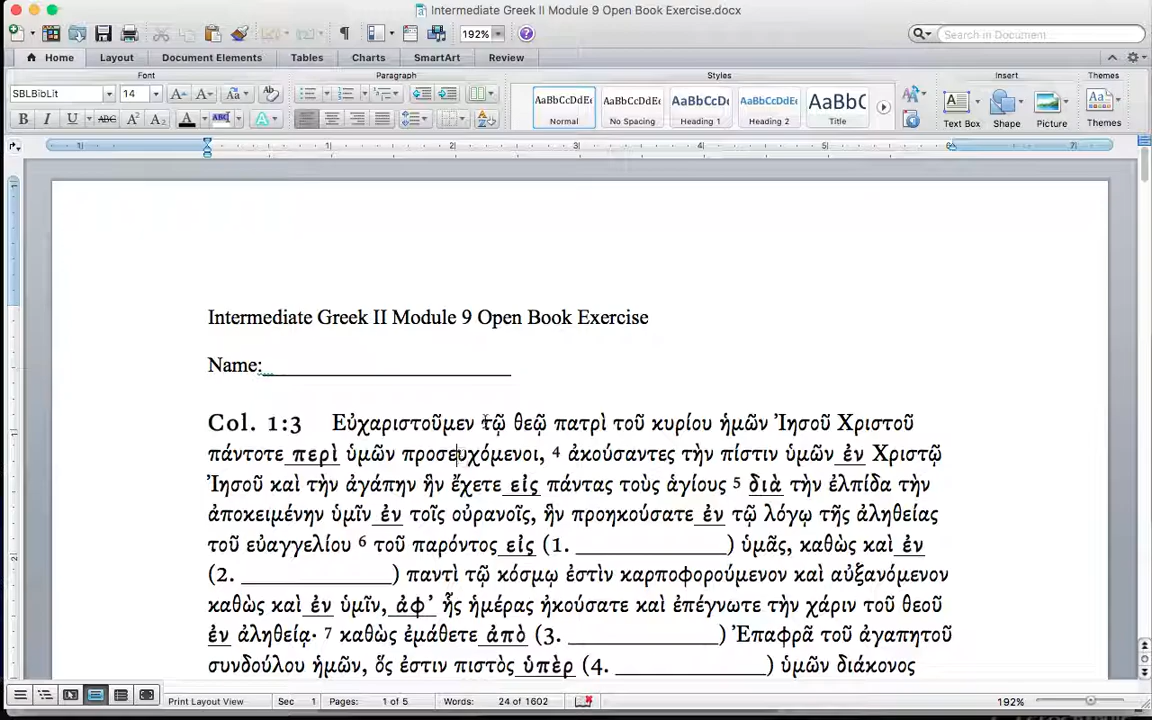 Intermediate Greek II Module 9 Open Book Exercise.docx
192%
Search in Document
Home Layout Document Elements Tables Charts SmartArt Review
Font Paragraph Styles Insert Themes
SBLBibLit 14
AaBbCcDdEe AaBbCcDdEe AaBbCcDc AaBbCcDdEe AaBbC
Normal No Spacing Heading 1 Heading 2 Title
Text Box Shape Picture Themes
Intermediate Greek II Module 9 Open Book Exercise
Name:
Col. 1:3 Εὐχαριστοῦμεν τῷ θεῷ πατρὶ τοῦ κυρίου ἡμῶν Ἰησοῦ Χριστοῦ
πάντοτε περὶ ὑμῶν προσευχόμενοι, 4 ἀκούσαντες τὴν πίστιν ὑμῶν ἐν Χριστῷ
Ἰησοῦ καὶ τὴν ἀγάπην ἣν ἔχετε εἰς πάντας τοὺς ἁγίους 5 διὰ τὴν ἐλπίδα τὴν
ἀποκειμένην ὑμῖν ἐν τοῖς οὐρανοῖς, ἣν προηκούσατε ἐν τῷ λόγῳ τῆς ἀληθείας
τοῦ εὐαγγελίου 6 τοῦ παρόντος εἰς (1. ______________) ὑμᾶς, καθὼς καὶ ἐν
(2. ______________) παντὶ τῷ κόσμῳ ἐστὶν καρποφορούμενον καὶ αὐξανόμενον
καθὼς καὶ ἐν ὑμῖν, ἀφ’ ἧς ἡμέρας ἠκούσατε καὶ ἐπέγνωτε τὴν χάριν τοῦ θεοῦ
ἐν ἀληθείᾳ· 7 καθὼς ἐμάθετε ἀπὸ (3. ______________) Ἐπαφρᾶ τοῦ ἀγαπητοῦ
συνδούλου ἡμῶν, ὅς ἐστιν πιστὸς ὑπὲρ (4. ______________) ὑμῶν διάκονος
Print Layout View Sec 1 Pages: 1 of 5 Words: 24 of 1602 192%